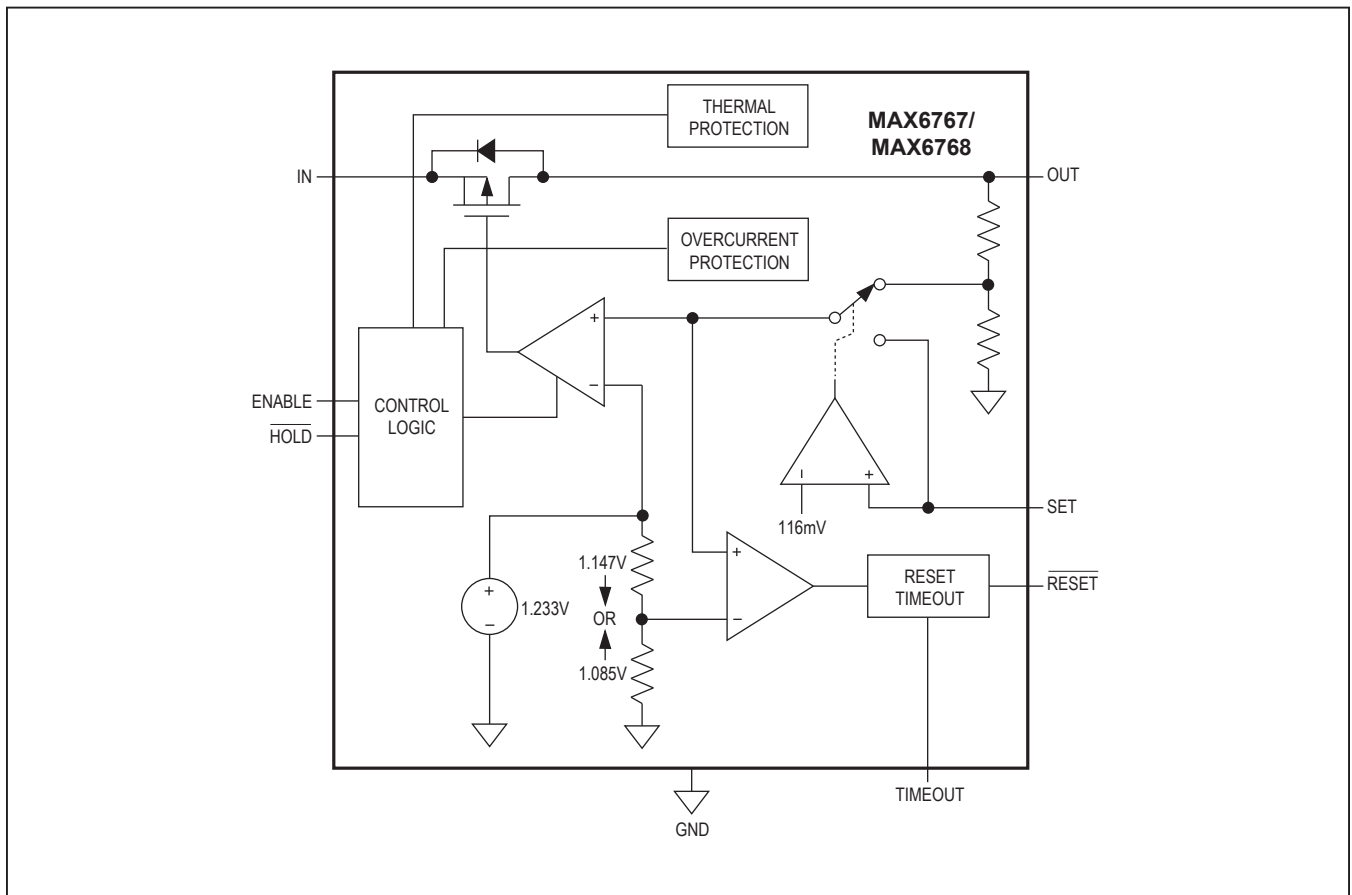 THERMAL
PROTECTION
MAX6767/
MAX6768
IN
OUT
OVERCURRENT
PROTECTION
+
−
ENABLE
HOLD
CONTROL
LOGIC
−
+
116mV
SET
1.147V
OR
1.085V
+
−
1.233V
+
−
RESET
TIMEOUT
RESET
TIMEOUT
GND